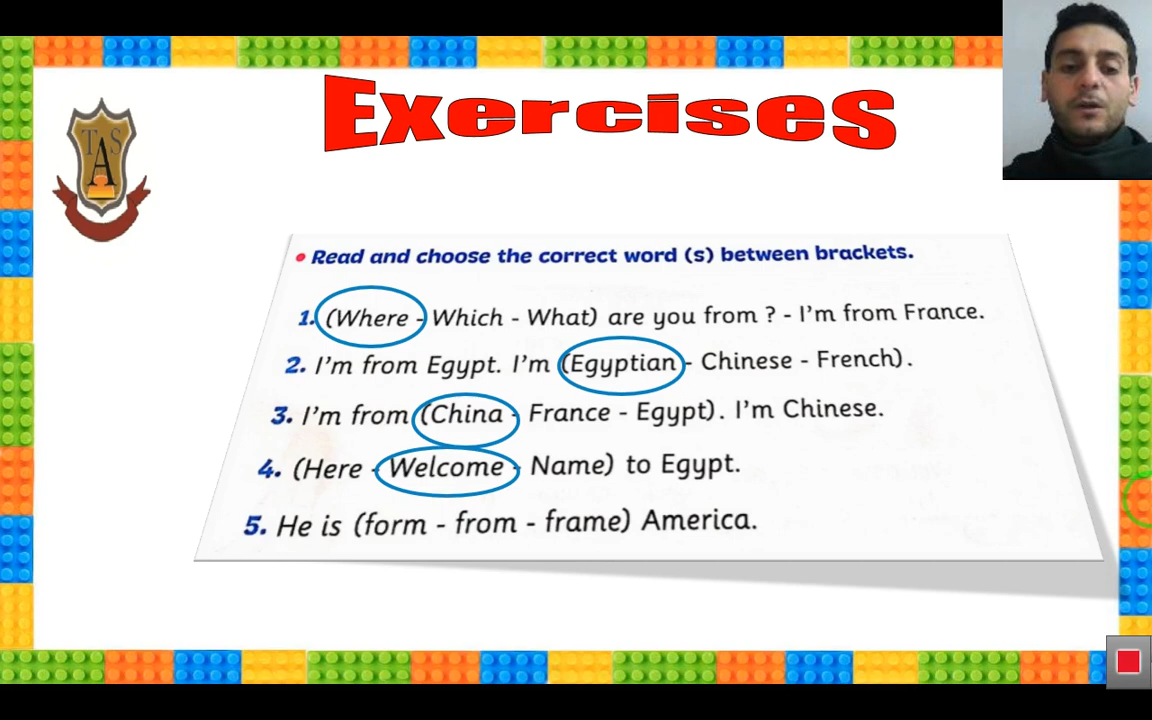 Exercises
TAS
• Read and choose the correct word (s) between brackets.
1. (Where - Which - What) are you from ? - I'm from France.
2. I'm from Egypt. I'm (Egyptian - Chinese - French) .
3. I'm from (China - France - Egypt) . I'm Chinese.
4. (Here - Welcome - Name) to Egypt.
5. He is (form - from - frame) America.